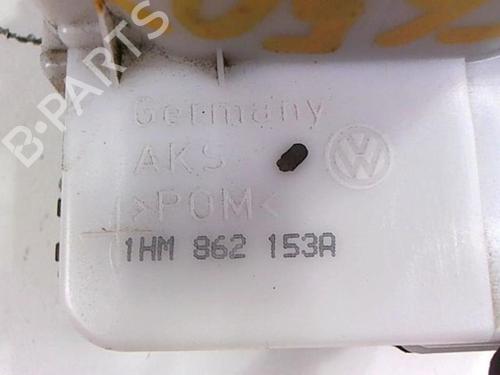 Germany
AKS
>POM<
1HM 862 153A
B-PARTS